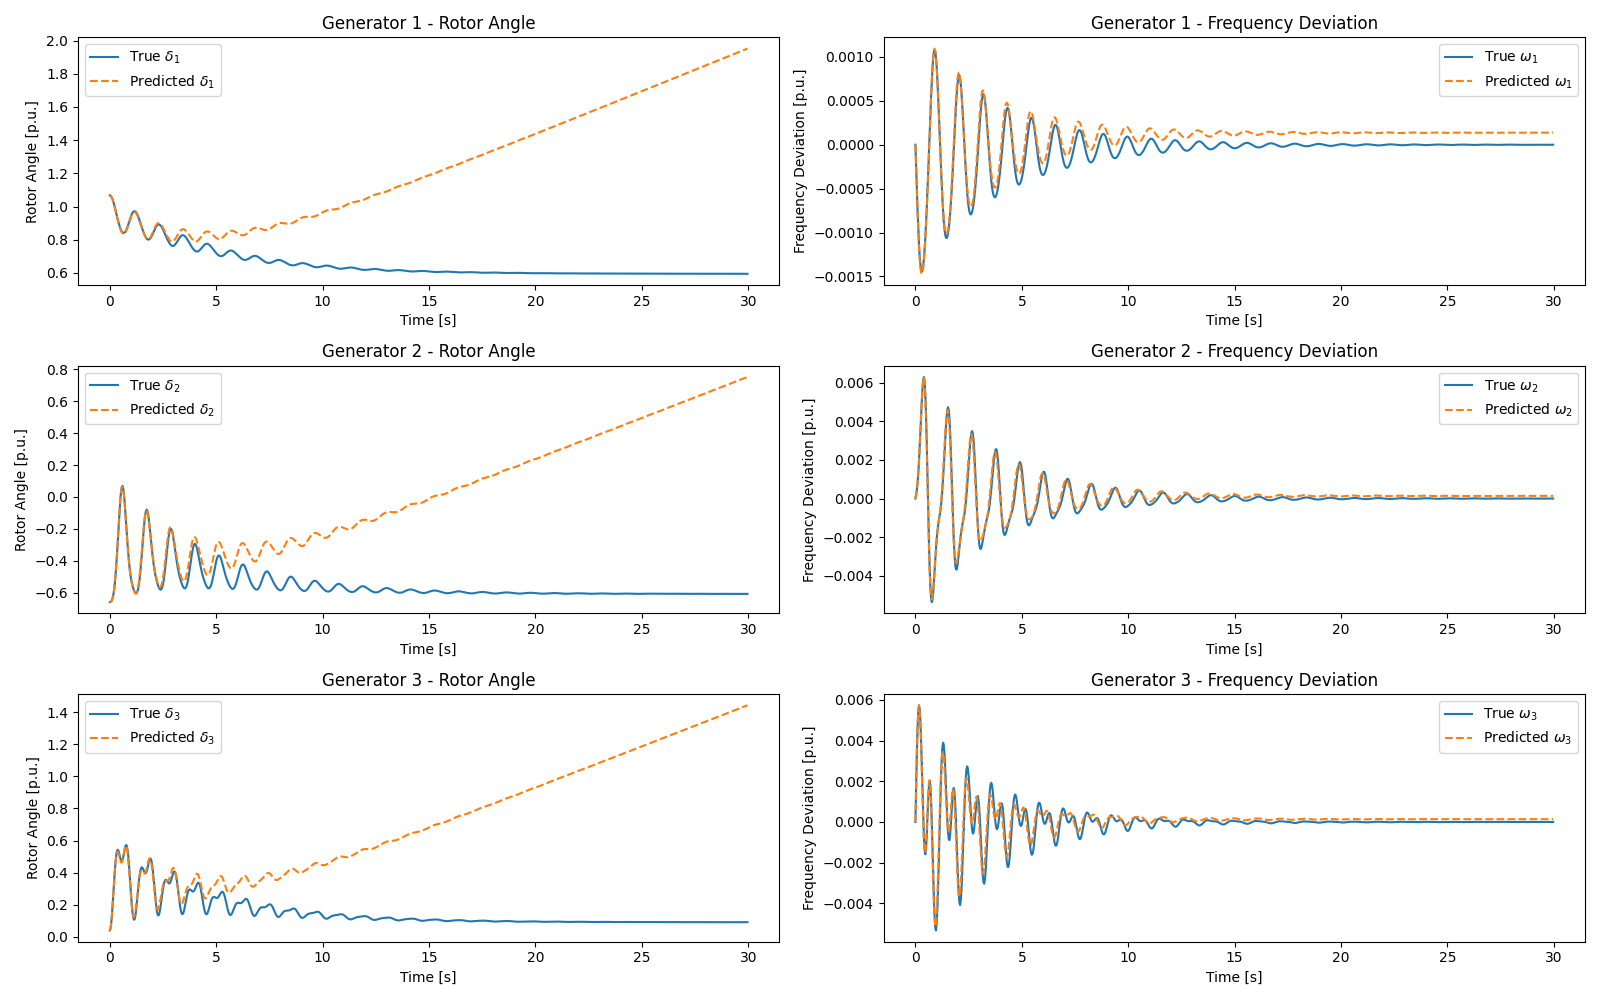 Generator 1 - Rotor Angle
Rotor Angle [p.u.]
2.0
1.8
1.6
1.4
1.2
1.0
0.8
0.6
True δ₁
Predicted δ₁
0 5 10 15 20 25 30
Time [s]
Generator 1 - Frequency Deviation
Frequency Deviation [p.u.]
0.0010
0.0005
0.0000
−0.0005
−0.0010
−0.0015
True ω₁
Predicted ω₁
0 5 10 15 20 25 30
Time [s]
Generator 2 - Rotor Angle
Rotor Angle [p.u.]
0.8
0.6
0.4
0.2
0.0
−0.2
−0.4
−0.6
True δ₂
Predicted δ₂
0 5 10 15 20 25 30
Time [s]
Generator 2 - Frequency Deviation
Frequency Deviation [p.u.]
0.006
0.004
0.002
0.000
−0.002
−0.004
True ω₂
Predicted ω₂
0 5 10 15 20 25 30
Time [s]
Generator 3 - Rotor Angle
Rotor Angle [p.u.]
1.4
1.2
1.0
0.8
0.6
0.4
0.2
0.0
True δ₃
Predicted δ₃
0 5 10 15 20 25 30
Time [s]
Generator 3 - Frequency Deviation
Frequency Deviation [p.u.]
0.006
0.004
0.002
0.000
−0.002
−0.004
True ω₃
Predicted ω₃
0 5 10 15 20 25 30
Time [s]